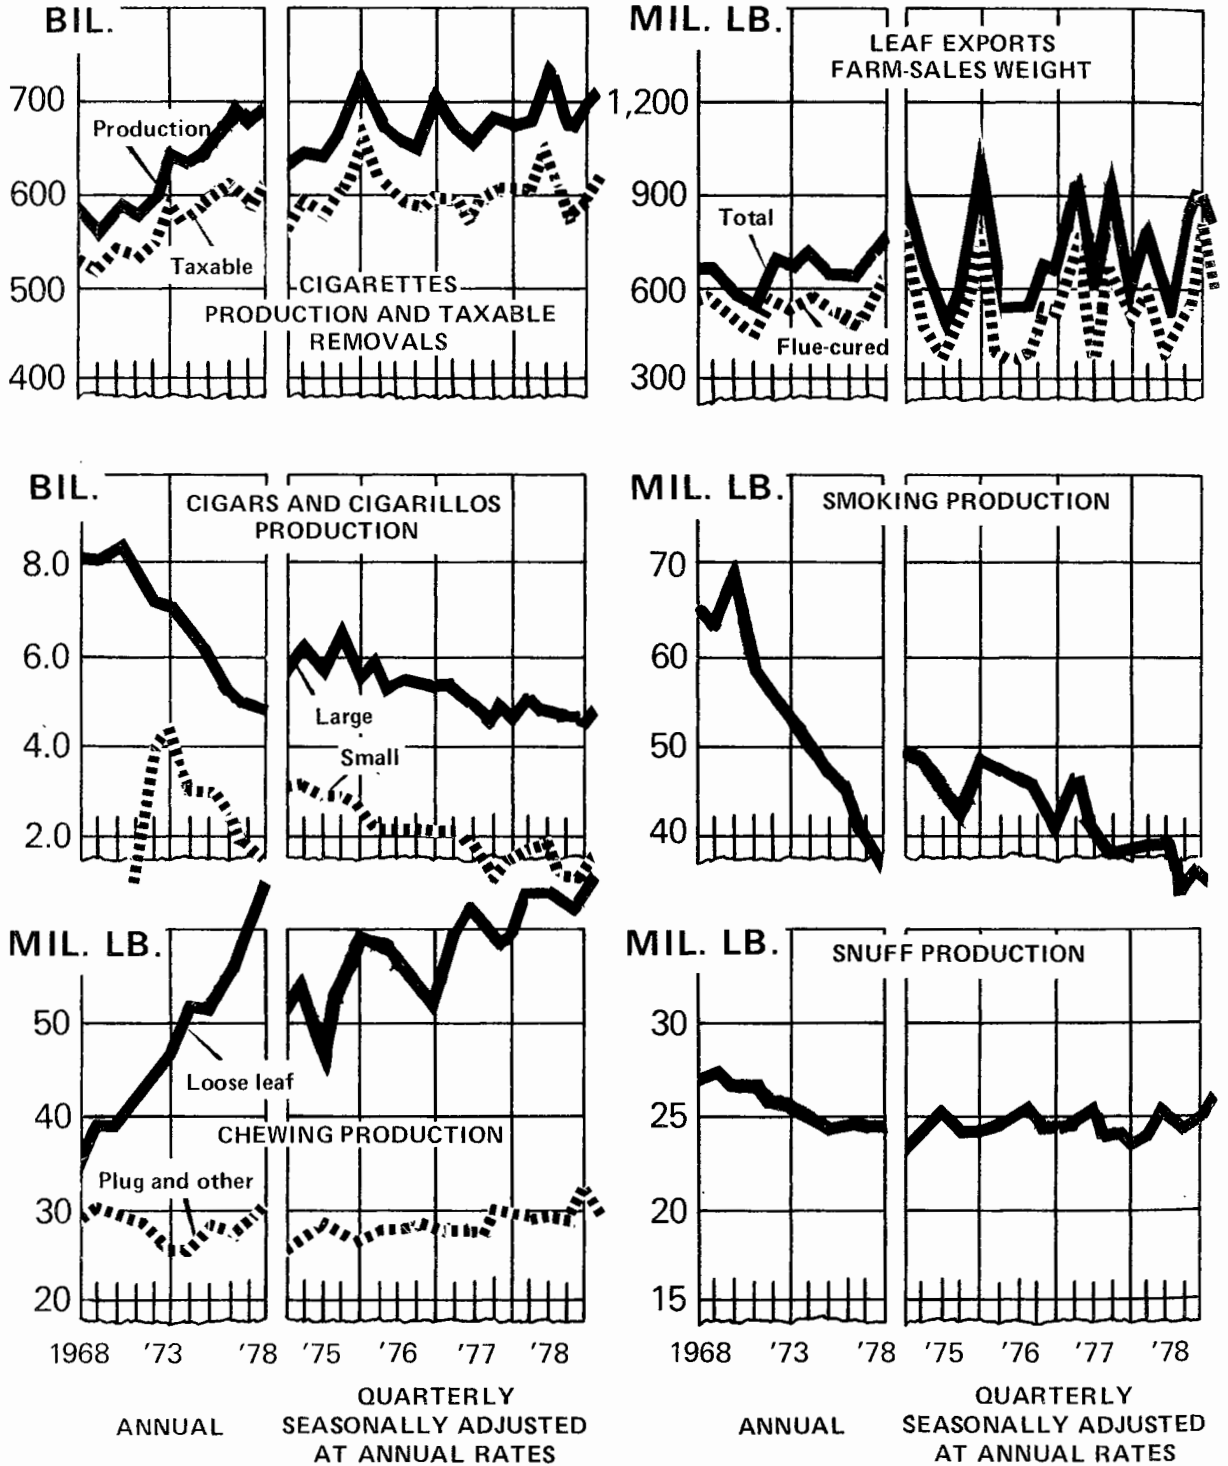 BIL.
700
600
500
400
Production
Taxable
CIGARETTES
PRODUCTION AND TAXABLE
REMOVALS
MIL. LB.
LEAF EXPORTS
FARM-SALES WEIGHT
1,200
900
600
300
Total
Flue-cured
BIL.
CIGARS AND CIGARILLOS
PRODUCTION
8.0
6.0
4.0
2.0
Large
Small
MIL. LB.
SMOKING PRODUCTION
70
60
50
40
MIL. LB.
50
40
30
20
Loose leaf
CHEWING PRODUCTION
Plug and other
1968 '73 '78 '75 '76 '77 '78
ANNUAL
QUARTERLY
SEASONALLY ADJUSTED
AT ANNUAL RATES
MIL. LB.
SNUFF PRODUCTION
30
25
20
15
1968 '73 '78 '75 '76 '77 '78
ANNUAL
QUARTERLY
SEASONALLY ADJUSTED
AT ANNUAL RATES